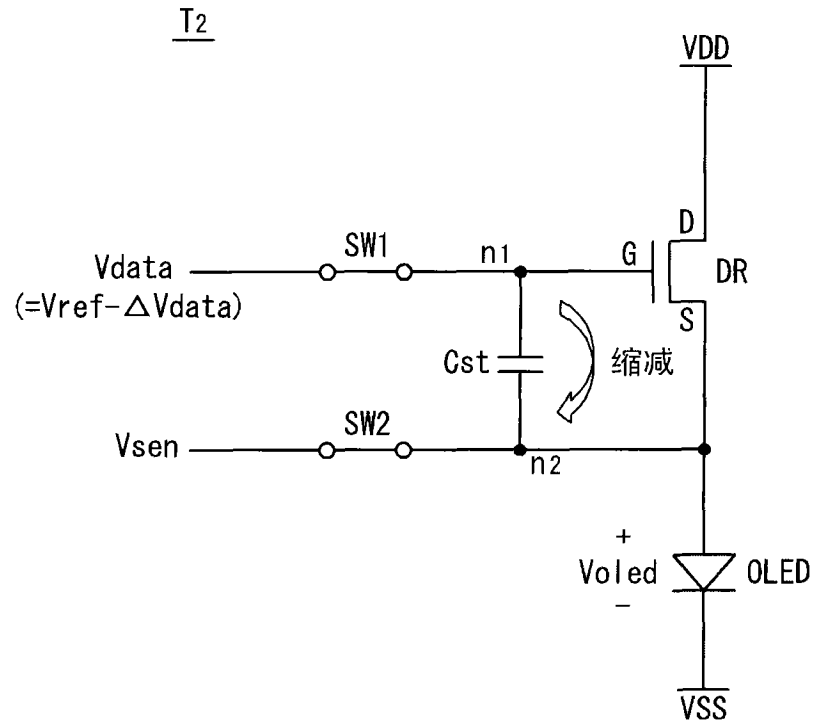 T2
VDD
D
SW1
n1
G
DR
Vdata
(=Vref-△Vdata)
S
Cst
缩减
SW2
Vsen
n2
+
Voled
OLED
-
VSS